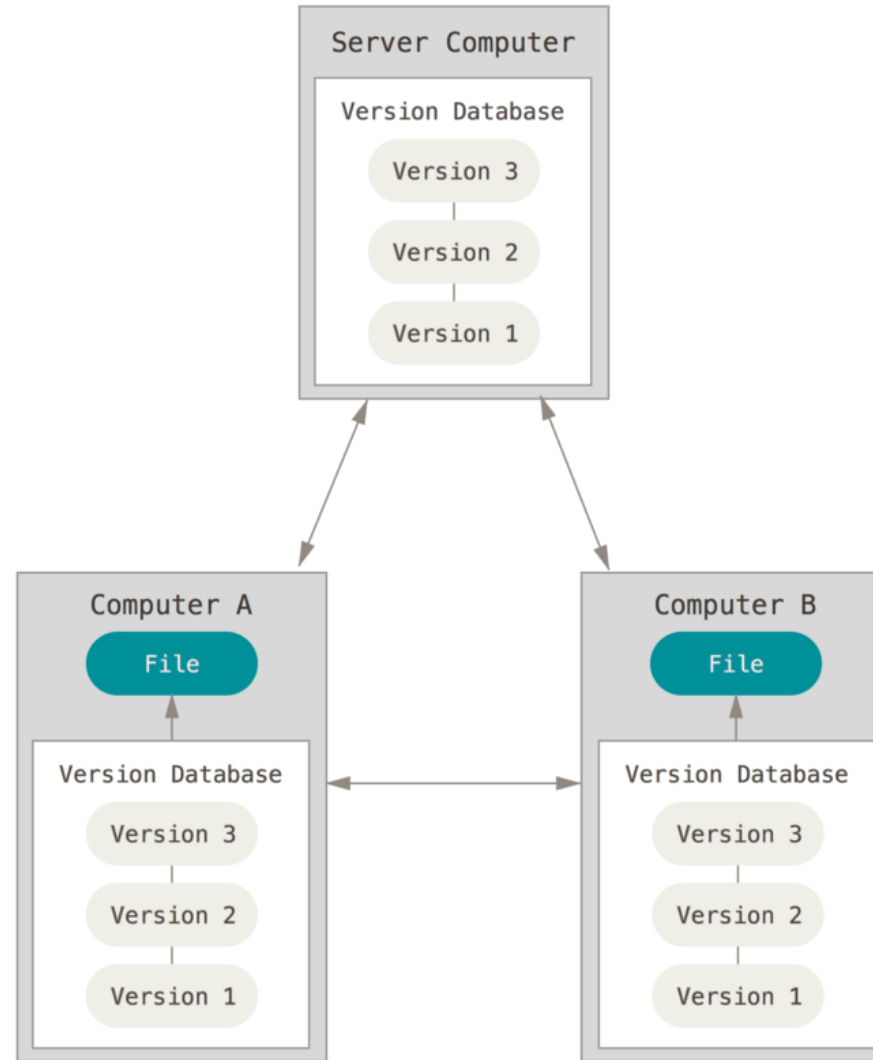 Server Computer
Version Database
Version 3
Version 2
Version 1
Computer A
File
Version Database
Version 3
Version 2
Version 1
Computer B
File
Version Database
Version 3
Version 2
Version 1